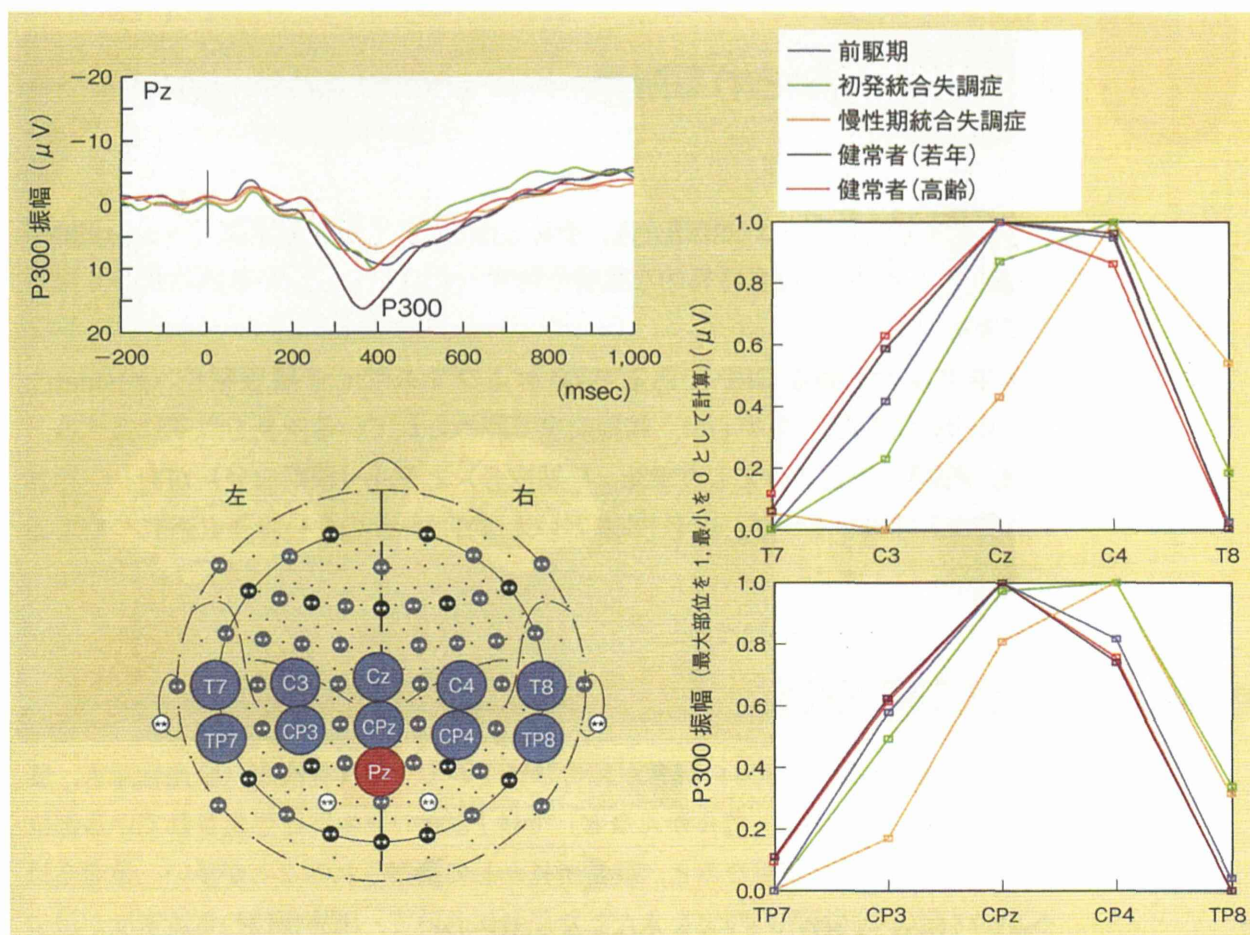 前駆期
初発統合失調症
慢性期統合失調症
健常者(若年)
健常者(高齢)
Pz
P300 振幅 (μV)
-20
-10
0
10
20
P300
-200
0
200
400
600
800
1,000
(msec)
左
右
T7
C3
Cz
C4
T8
TP7
CP3
CPz
CP4
TP8
Pz
P300 振幅 (最大部位を 1, 最小を 0 として計算) (μV)
1.0
0.8
0.6
0.4
0.2
0.0
T7 C3 Cz C4 T8
1.0
0.8
0.6
0.4
0.2
0.0
TP7 CP3 CPz CP4 TP8